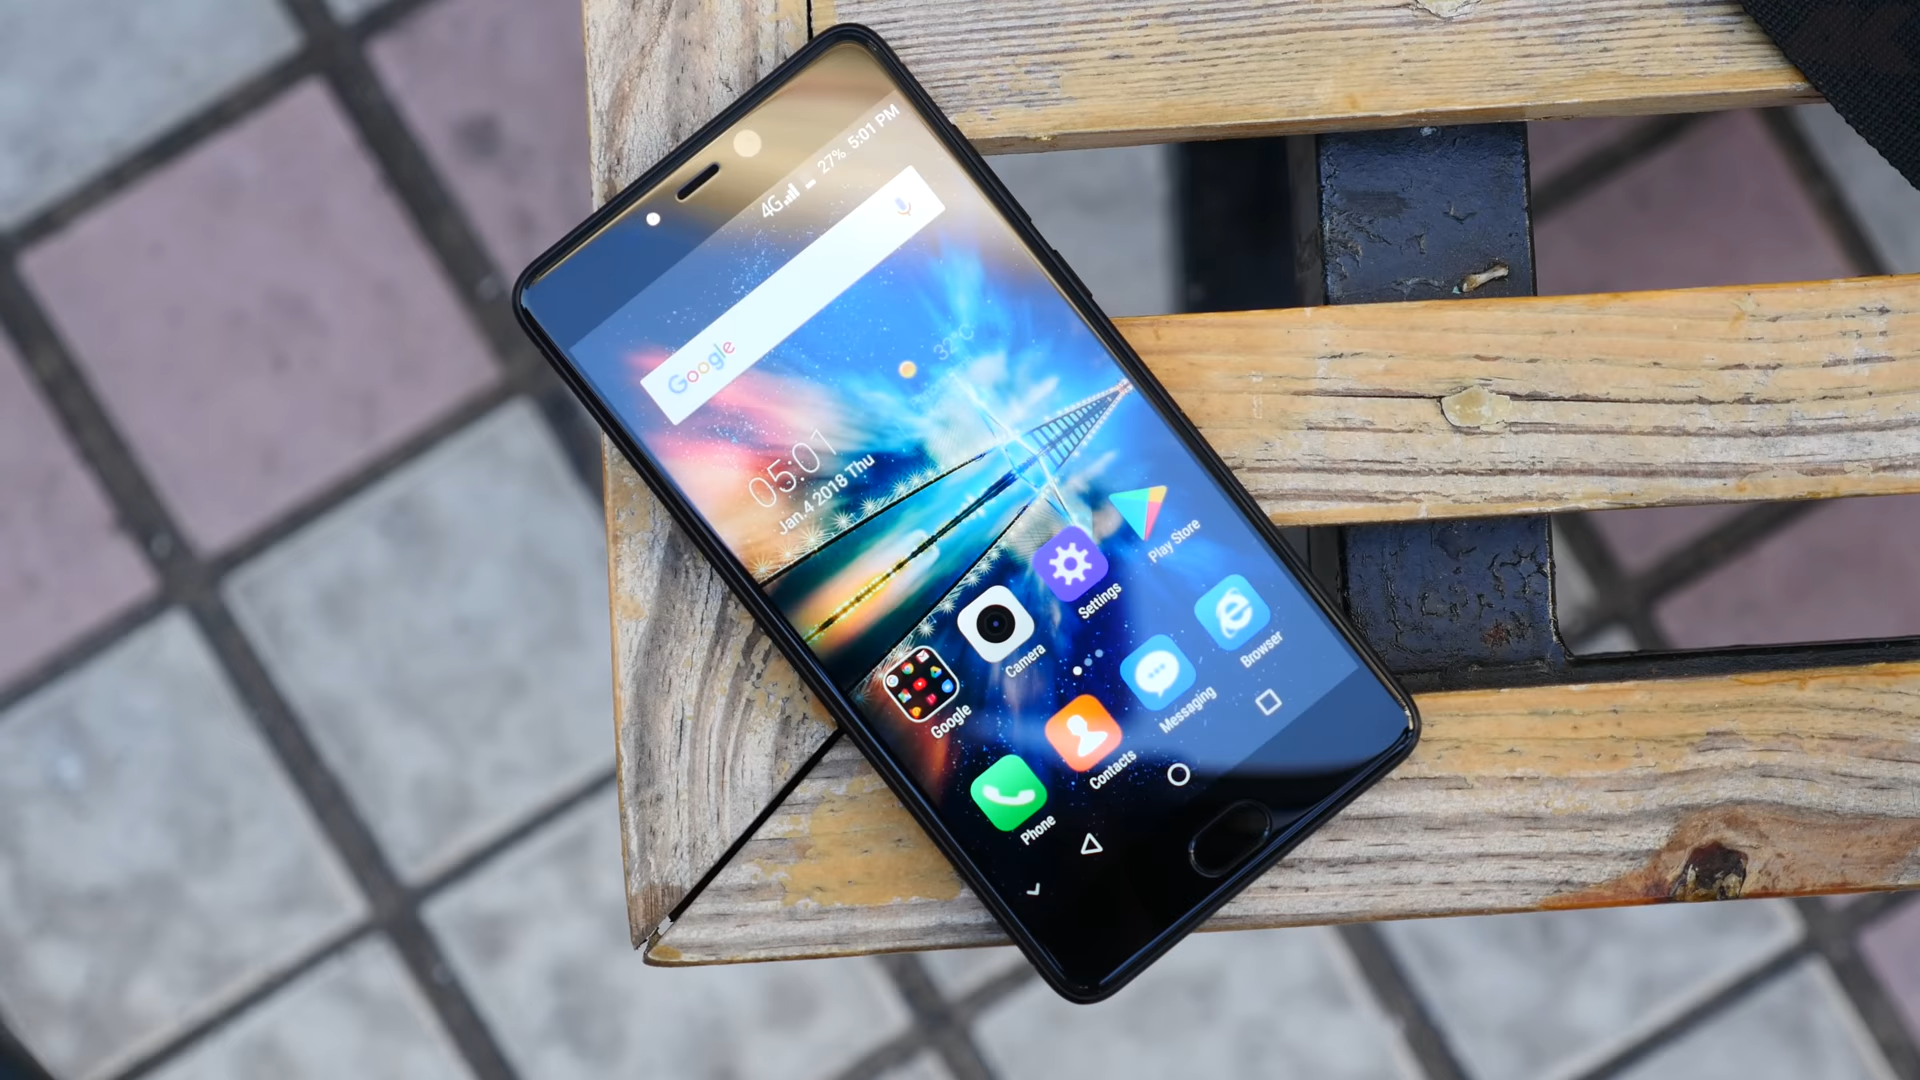 4G 27% 5:01 PM
Google
32°C
05:01
Jan.4 2018 Thu
Google
Camera
Settings
Play Store
Phone
Contacts
Messaging
Browser